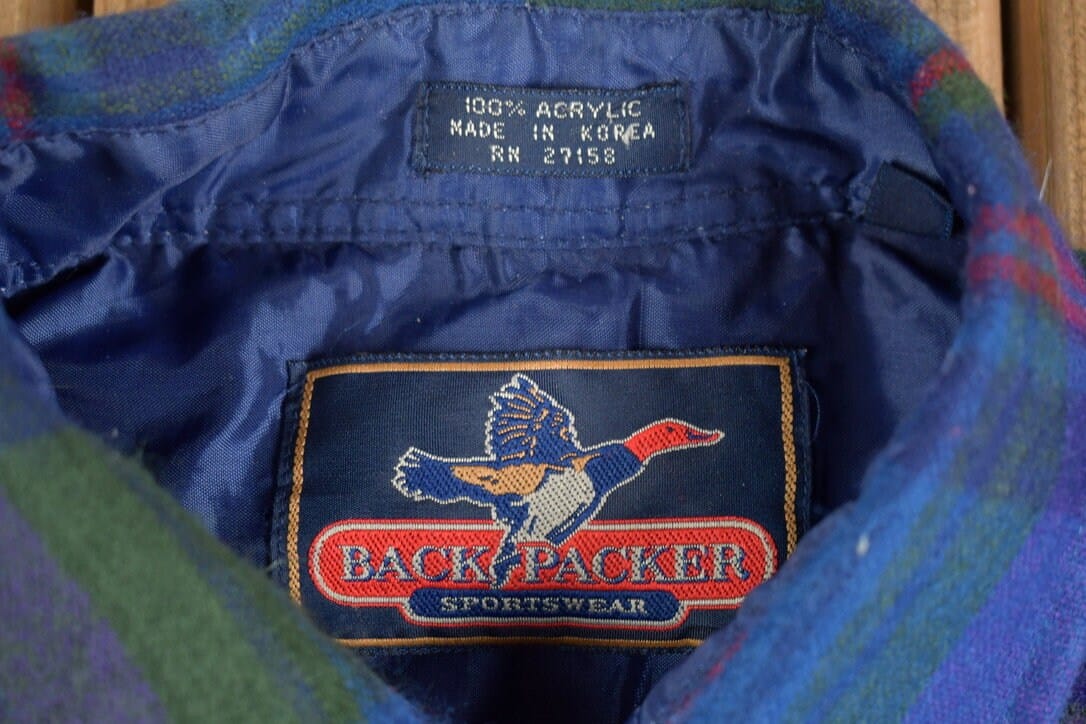 100% ACRYLIC
MADE IN KOREA
RN 27158
BACK PACKER
SPORTSWEAR